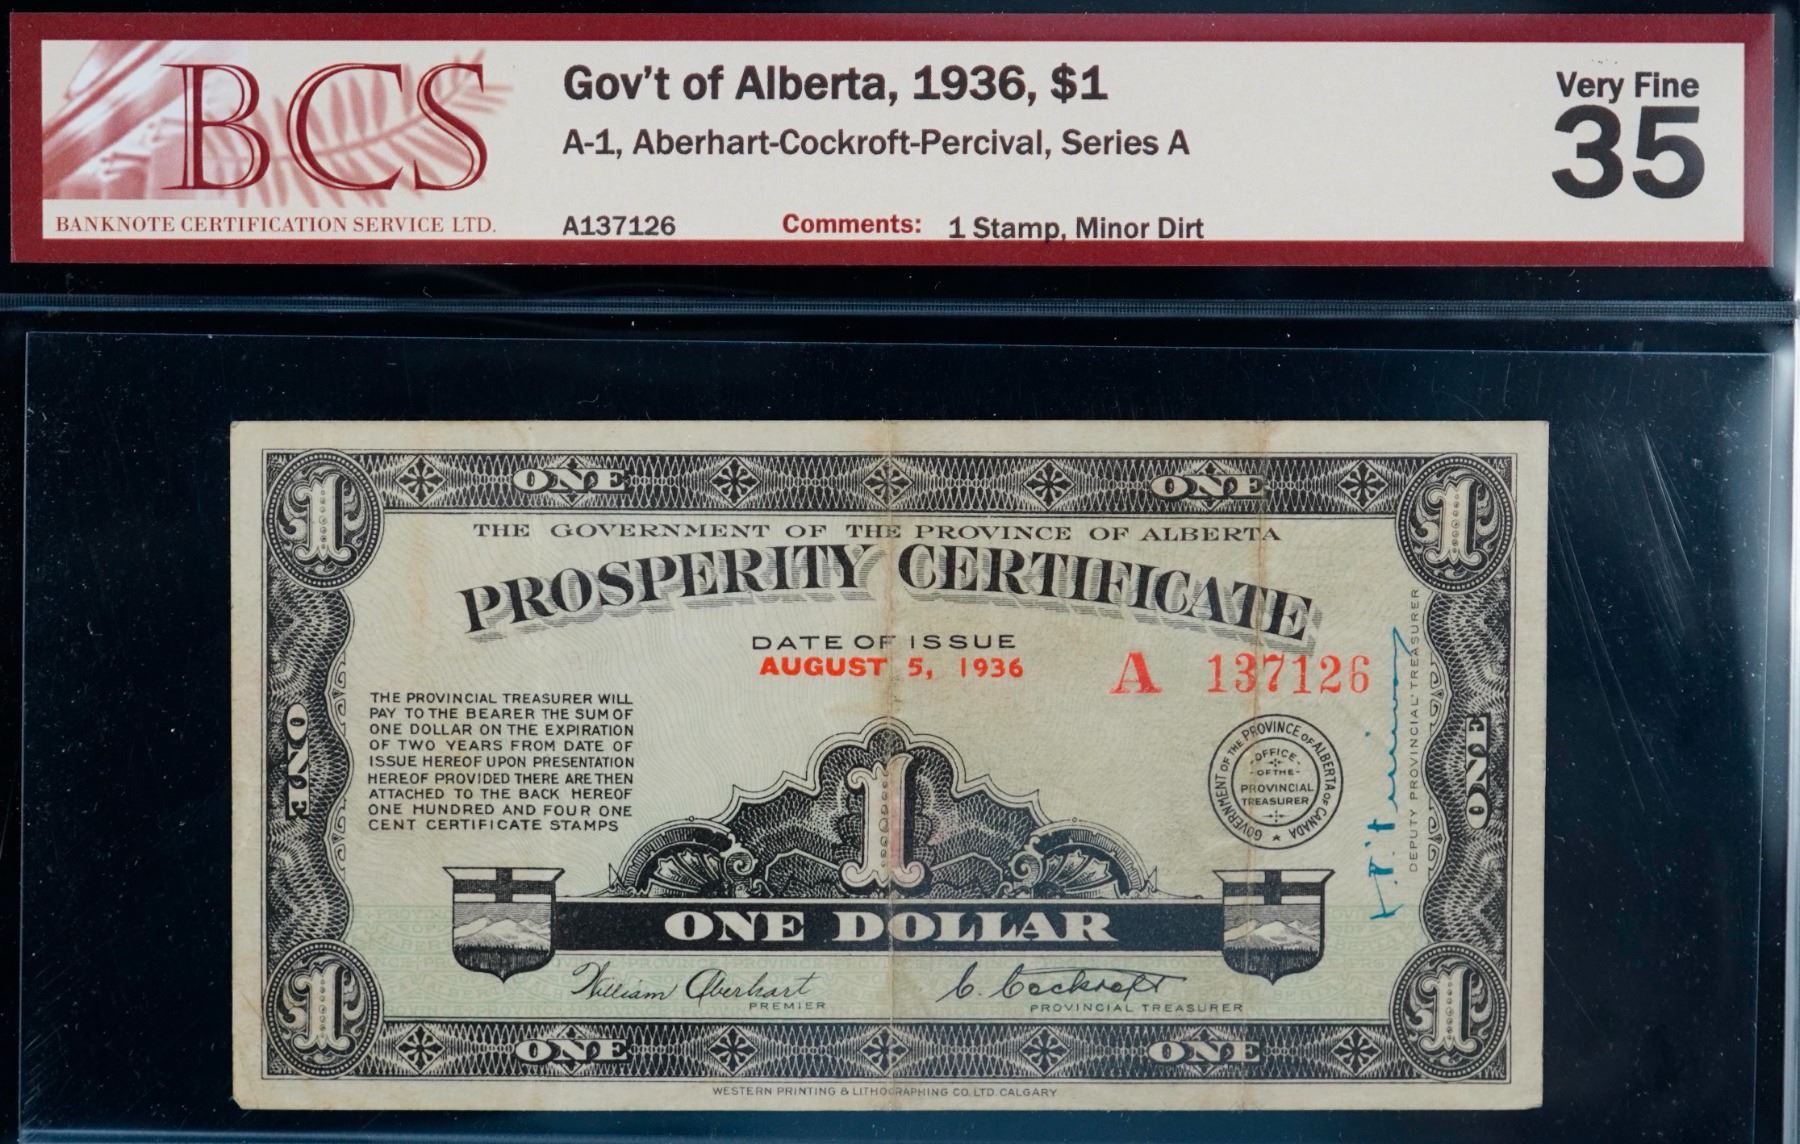 BCS
BANKNOTE CERTIFICATION SERVICE LTD.
Gov't of Alberta, 1936, $1
A-1, Aberhart-Cockroft-Percival, Series A
A137126 Comments: 1 Stamp, Minor Dirt
Very Fine
35
1 ONE ONE 1
THE GOVERNMENT OF THE PROVINCE OF ALBERTA
PROSPERITY CERTIFICATE
DATE OF ISSUE
AUGUST 5, 1936
A 137126
THE PROVINCIAL TREASURER WILL
PAY TO THE BEARER THE SUM OF
ONE DOLLAR ON THE EXPIRATION
OF TWO YEARS FROM DATE OF
ISSUE HEREOF UPON PRESENTATION
HEREOF PROVIDED THERE ARE THEN
ATTACHED TO THE BACK HEREOF
ONE HUNDRED AND FOUR ONE
CENT CERTIFICATE STAMPS
ONE
1
GOVERNMENT OF THE PROVINCE OF ALBERTA CANADA
OFFICE
OF THE
PROVINCIAL
TREASURER
DEPUTY PROVINCIAL TREASURER
ONE
ONE DOLLAR
William Aberhart
PREMIER
C. Cockroft
PROVINCIAL TREASURER
1 ONE ONE 1
WESTERN PRINTING & LITHOGRAPHING CO. LTD. CALGARY